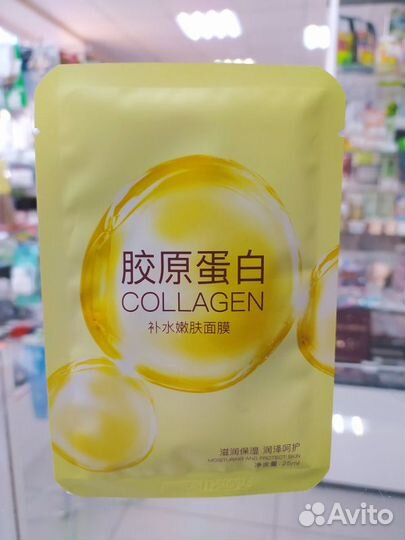 胶原蛋白
COLLAGEN
补水嫩肤面膜
滋润保湿 润泽呵护
MOISTURING AND PROTECT SKIN
净含量:25ml
Avito